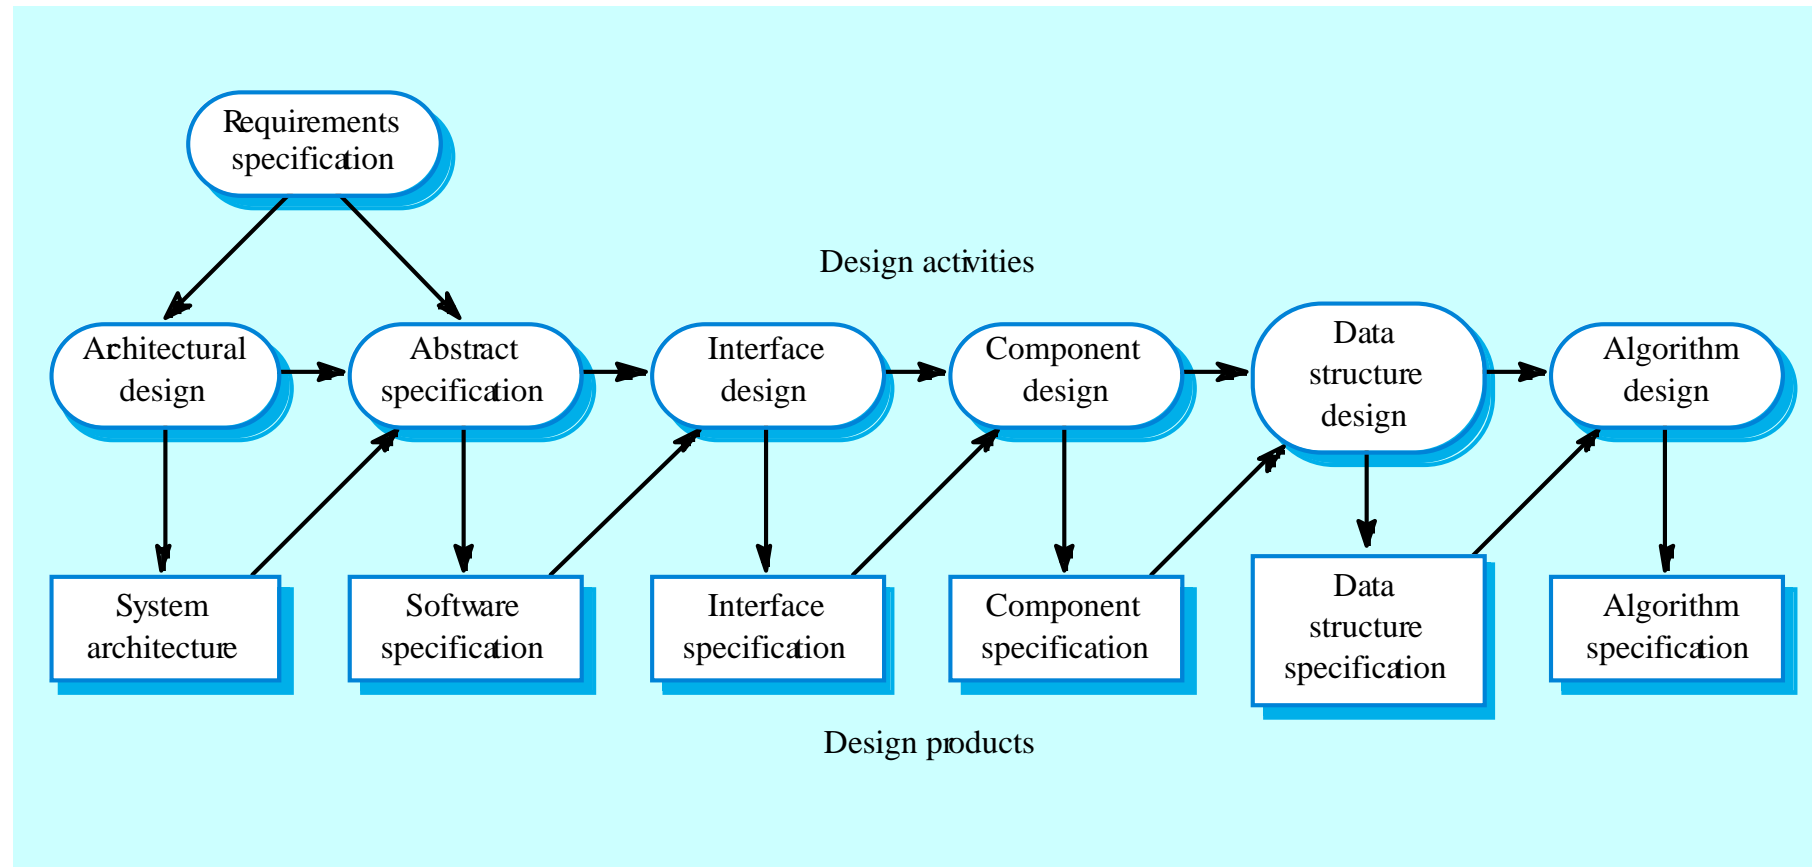 Requirements
specification
Design activities
Architectural
design
Abstract
specification
Interface
design
Component
design
Data
structure
design
Algorithm
design
System
architecture
Software
specification
Interface
specification
Component
specification
Data
structure
specification
Algorithm
specification
Design products